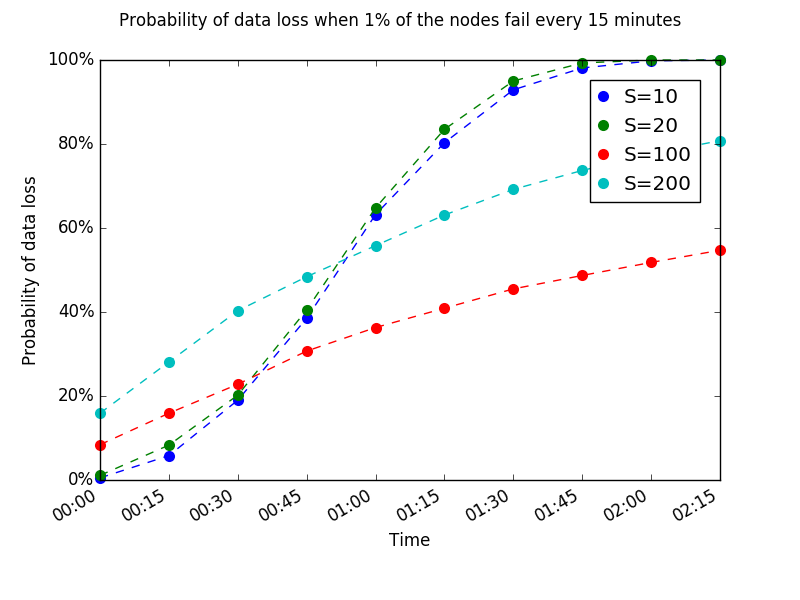 Probability of data loss when 1% of the nodes fail every 15 minutes
100%
80%
60%
40%
20%
0%
Probability of data loss
S=10
S=20
S=100
S=200
00:00
00:15
00:30
00:45
01:00
01:15
01:30
01:45
02:00
02:15
Time